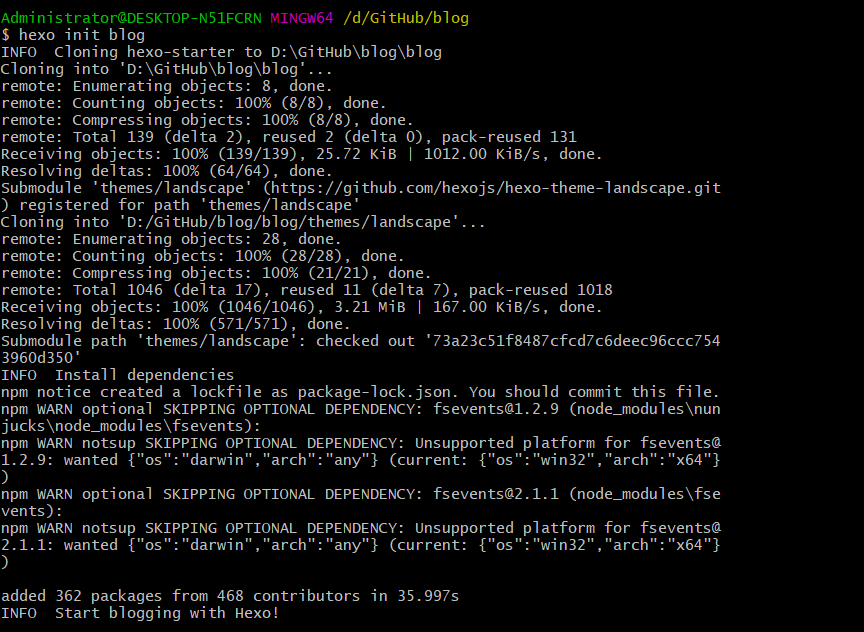 Administrator@DESKTOP-N51FCRN MINGW64 /d/GitHub/blog
$ hexo init blog
INFO  Cloning hexo-starter to D:\GitHub\blog\blog
Cloning into 'D:\GitHub\blog\blog'...
remote: Enumerating objects: 8, done.
remote: Counting objects: 100% (8/8), done.
remote: Compressing objects: 100% (8/8), done.
remote: Total 139 (delta 2), reused 2 (delta 0), pack-reused 131
Receiving objects: 100% (139/139), 25.72 KiB | 1012.00 KiB/s, done.
Resolving deltas: 100% (64/64), done.
Submodule 'themes/landscape' (https://github.com/hexojs/hexo-theme-landscape.git
) registered for path 'themes/landscape'
Cloning into 'D:/GitHub/blog/blog/themes/landscape'...
remote: Enumerating objects: 28, done.
remote: Counting objects: 100% (28/28), done.
remote: Compressing objects: 100% (21/21), done.
remote: Total 1046 (delta 17), reused 11 (delta 7), pack-reused 1018
Receiving objects: 100% (1046/1046), 3.21 MiB | 167.00 KiB/s, done.
Resolving deltas: 100% (571/571), done.
Submodule path 'themes/landscape': checked out '73a23c51f8487cfcd7c6deec96ccc754
3960d350'
INFO  Install dependencies
npm notice created a lockfile as package-lock.json. You should commit this file.
npm WARN optional SKIPPING OPTIONAL DEPENDENCY: fsevents@1.2.9 (node_modules\nun
jucks\node_modules\fsevents):
npm WARN notsup SKIPPING OPTIONAL DEPENDENCY: Unsupported platform for fsevents@
1.2.9: wanted {"os":"darwin","arch":"any"} (current: {"os":"win32","arch":"x64"}
)
npm WARN optional SKIPPING OPTIONAL DEPENDENCY: fsevents@2.1.1 (node_modules\fse
vents):
npm WARN notsup SKIPPING OPTIONAL DEPENDENCY: Unsupported platform for fsevents@
2.1.1: wanted {"os":"darwin","arch":"any"} (current: {"os":"win32","arch":"x64"}
)
added 362 packages from 468 contributors in 35.997s
INFO  Start blogging with Hexo!